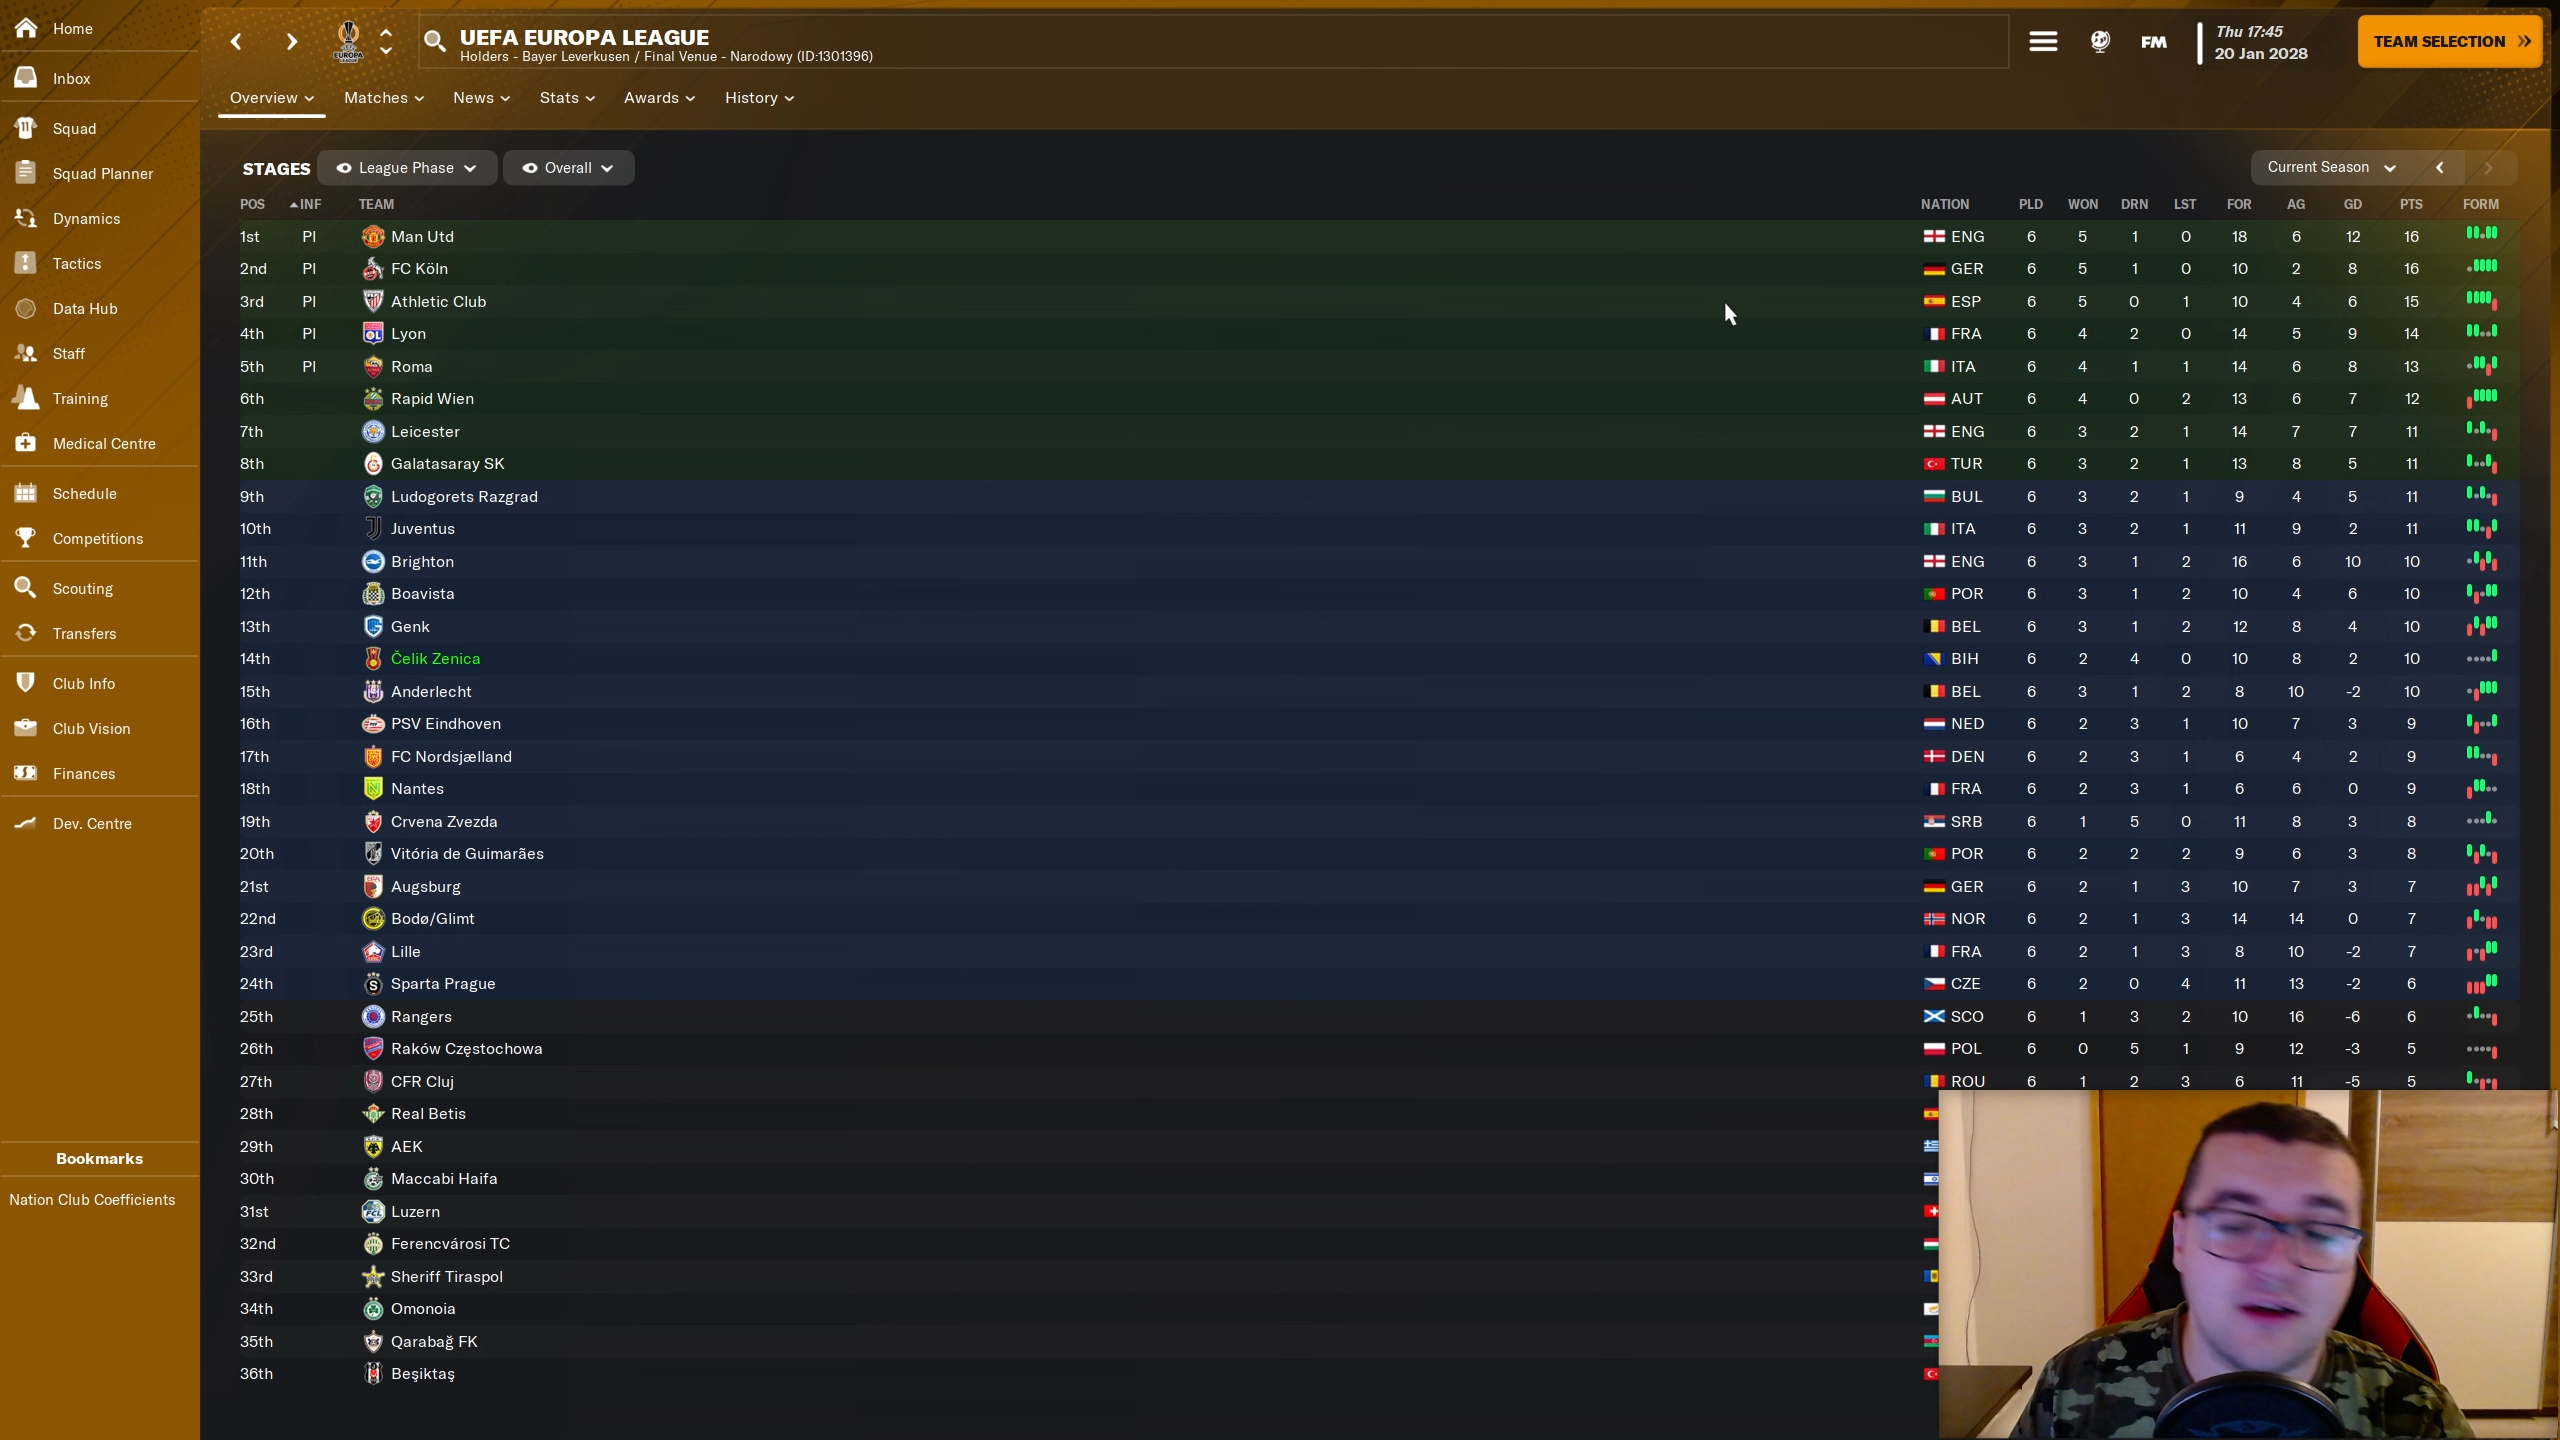 Home
Inbox
Squad
Squad Planner
Dynamics
Tactics
Data Hub
Staff
Training
Medical Centre
Schedule
Competitions
Scouting
Transfers
Club Info
Club Vision
Finances
Dev. Centre
Bookmarks
Nation Club Coefficients
UEFA EUROPA LEAGUE
Holders - Bayer Leverkusen / Final Venue - Narodowy (ID:1301396)
FM
Thu 17:45
20 Jan 2028
TEAM SELECTION
Overview Matches News Stats Awards History
STAGES League Phase Overall Current Season
POS INF TEAM NATION PLD WON DRN LST FOR AG GD PTS FORM
1st PI Man Utd ENG 6 5 1 0 18 6 12 16
2nd PI FC Köln GER 6 5 1 0 10 2 8 16
3rd PI Athletic Club ESP 6 5 0 1 10 4 6 15
4th PI Lyon FRA 6 4 2 0 14 5 9 14
5th PI Roma ITA 6 4 1 1 14 6 8 13
6th Rapid Wien AUT 6 4 0 2 13 6 7 12
7th Leicester ENG 6 3 2 1 14 7 7 11
8th Galatasaray SK TUR 6 3 2 1 13 8 5 11
9th Ludogorets Razgrad BUL 6 3 2 1 9 4 5 11
10th Juventus ITA 6 3 2 1 11 9 2 11
11th Brighton ENG 6 3 1 2 16 6 10 10
12th Boavista POR 6 3 1 2 10 4 6 10
13th Genk BEL 6 3 1 2 12 8 4 10
14th Čelik Zenica BIH 6 2 4 0 10 8 2 10
15th Anderlecht BEL 6 3 1 2 8 10 -2 10
16th PSV Eindhoven NED 6 2 3 1 10 7 3 9
17th FC Nordsjælland DEN 6 2 3 1 6 4 2 9
18th Nantes FRA 6 2 3 1 6 6 0 9
19th Crvena Zvezda SRB 6 1 5 0 11 8 3 8
20th Vitória de Guimarães POR 6 2 2 2 9 6 3 8
21st Augsburg GER 6 2 1 3 10 7 3 7
22nd Bodø/Glimt NOR 6 2 1 3 14 14 0 7
23rd Lille FRA 6 2 1 3 8 10 -2 7
24th Sparta Prague CZE 6 2 0 4 11 13 -2 6
25th Rangers SCO 6 1 3 2 10 16 -6 6
26th Raków Częstochowa POL 6 0 5 1 9 12 -3 5
27th CFR Cluj ROU 6 1 2 3 6 11 -5 5
28th Real Betis
29th AEK
30th Maccabi Haifa
31st Luzern
32nd Ferencvárosi TC
33rd Sheriff Tiraspol
34th Omonoia
35th Qarabağ FK
36th Beşiktaş